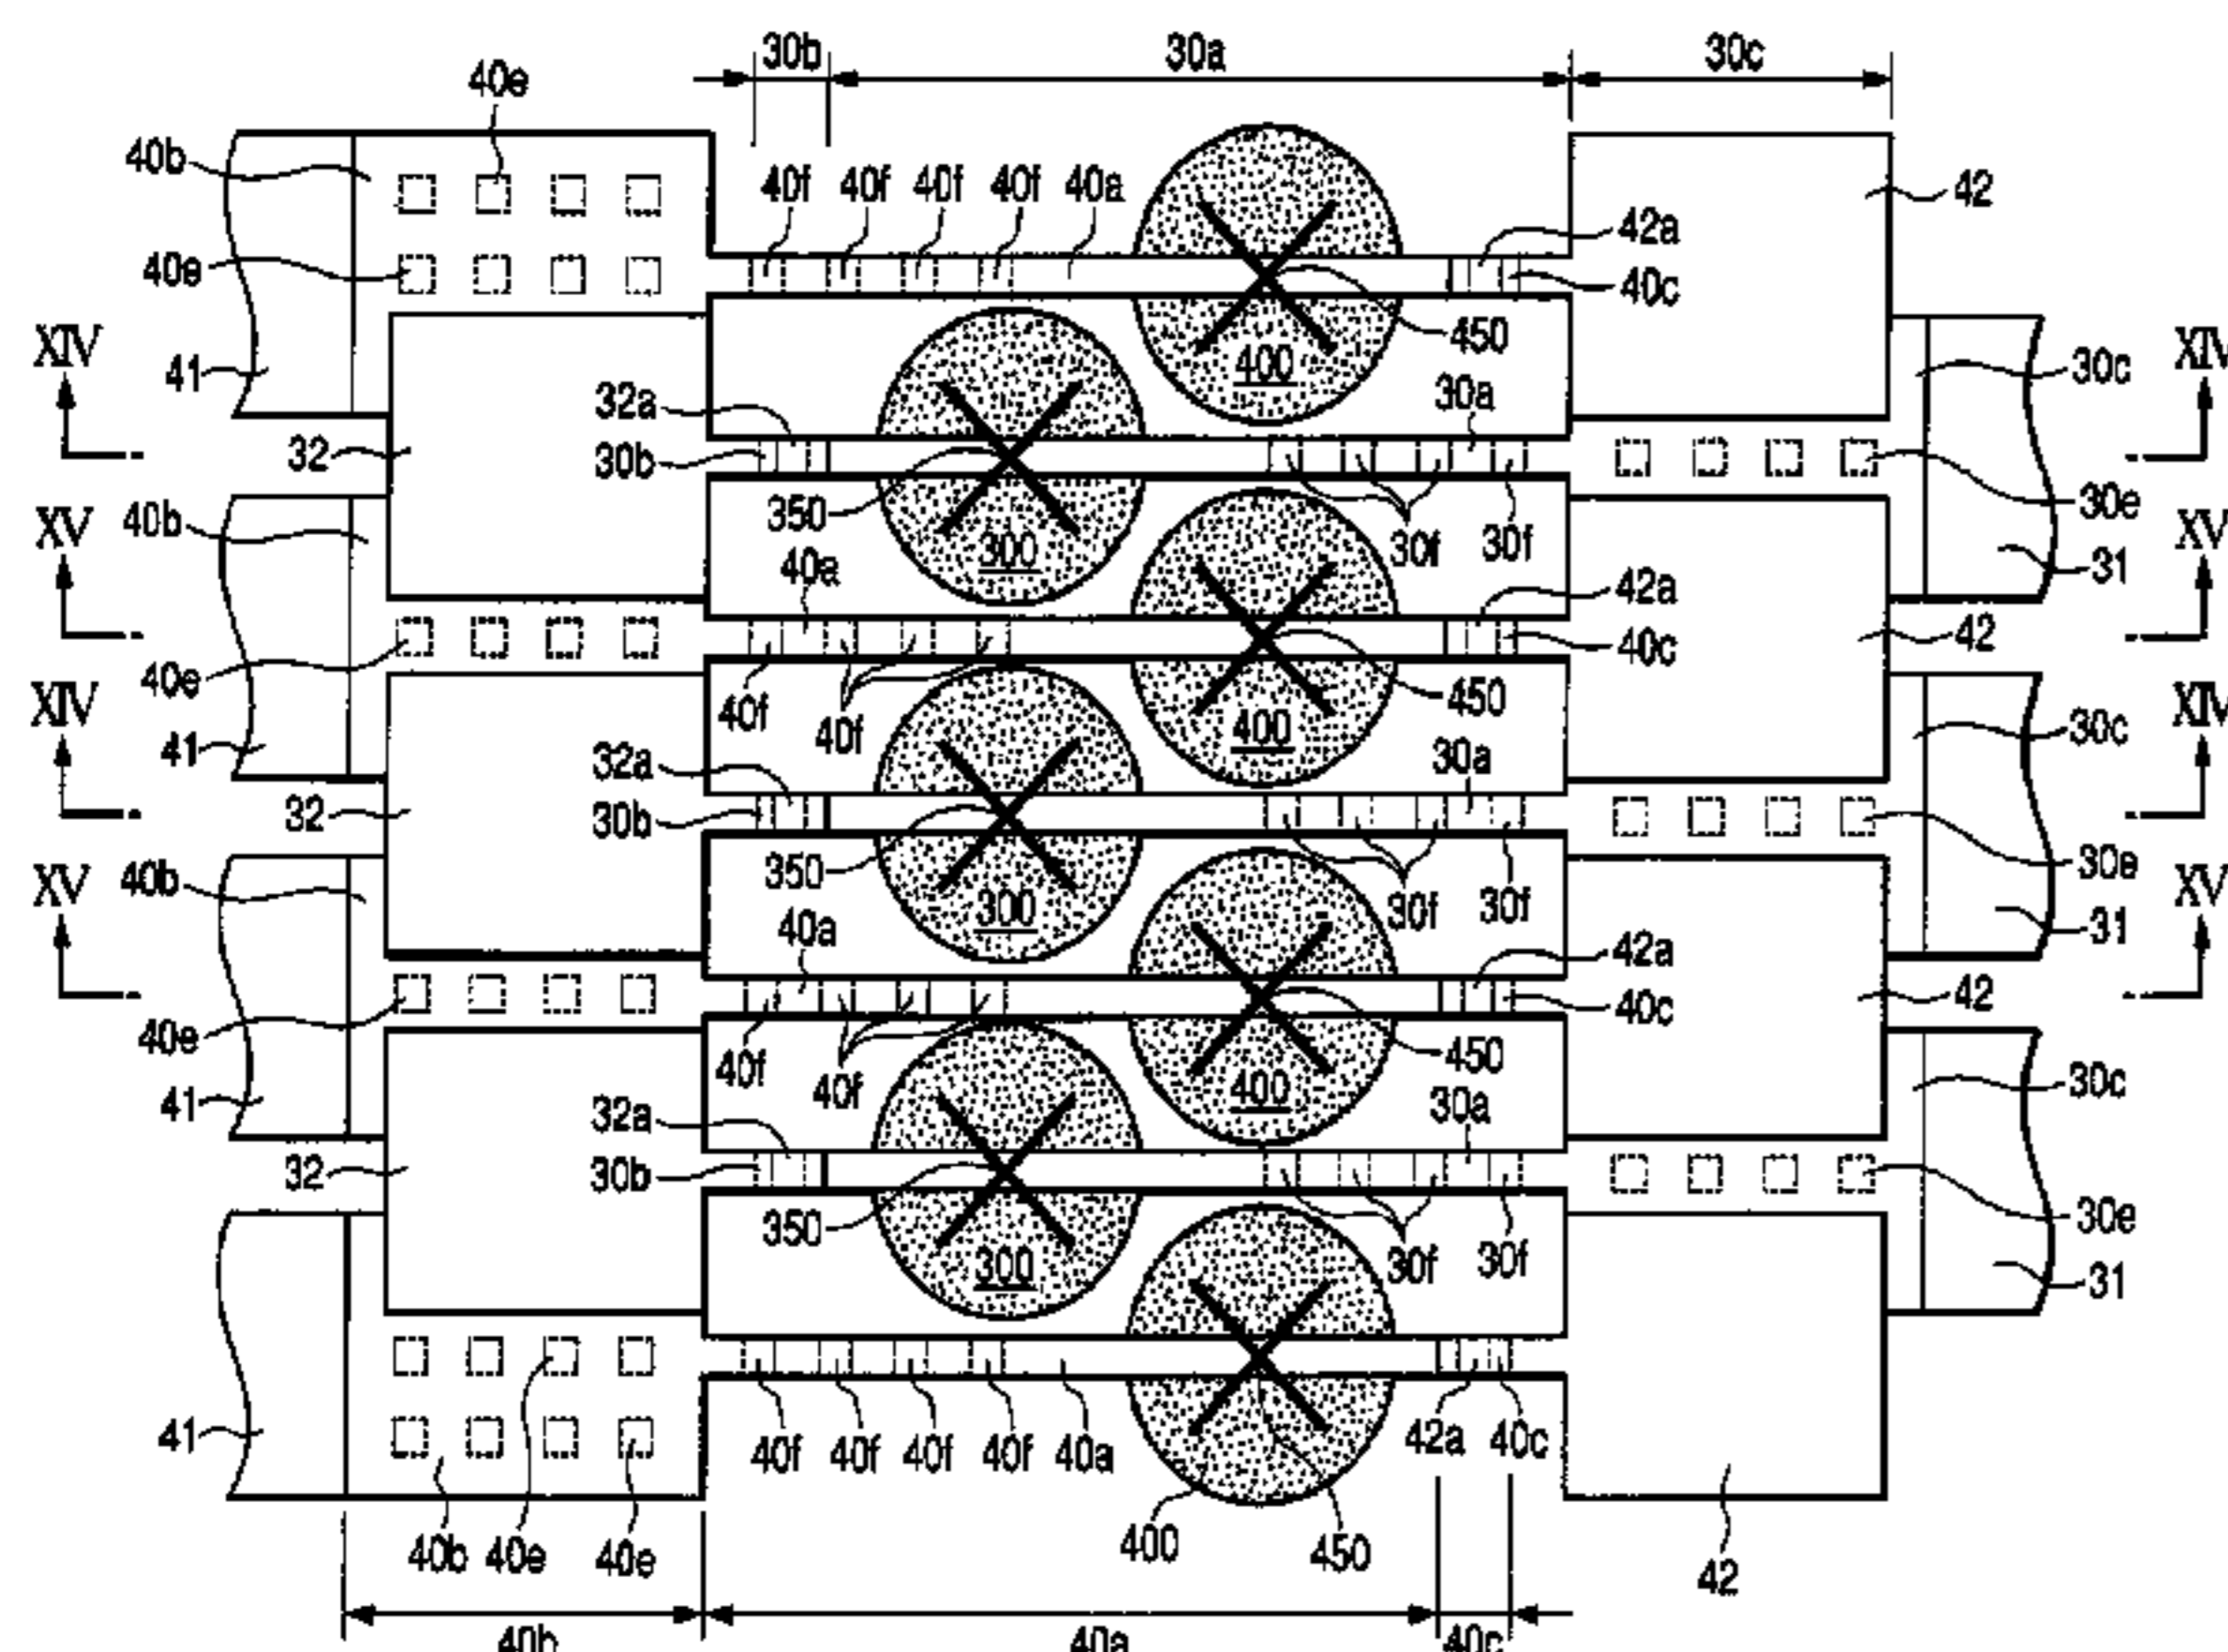 30b 30a 30c
40e
40b 40f 40f 40f 40f 40a 42
42a
40e 40c
XIV 41 450 XIV
400 30c
32a 30a
32 30b
XV 40b 350 30e XV
300 30f 30f
40a 42a 31
40c 42
40e
XIV 40f 40f 450 XIV
41 400 30c
32a 30a
32 30b
350 30e
XV 40b 300 30f 30f XV
40a 31
42a
40c 42
40e 450
40f 40f
41 400 30c
32a 30a
32 30b
350 30e
300 30f 30f
31
41 40f 40f 40f 40f 40a 42a 40c
40b 40e 40e 400 450
42
40b 40a 40c